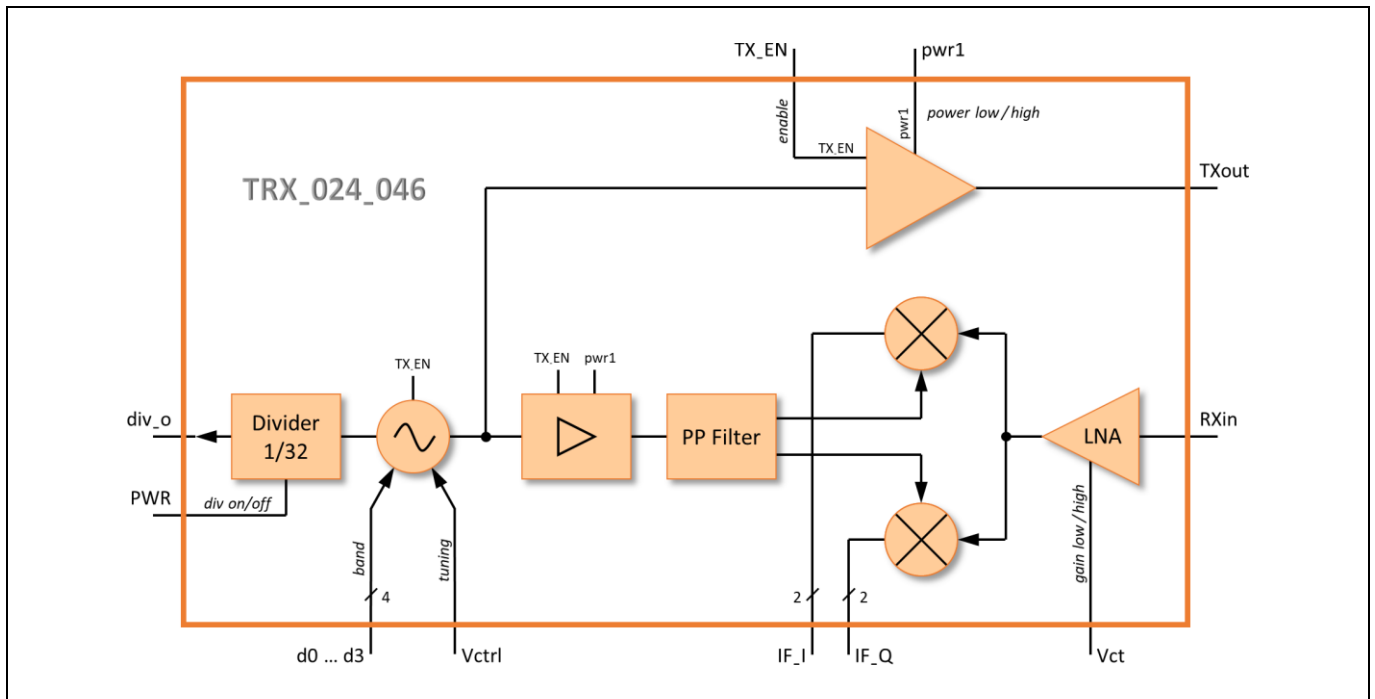 TX_EN
pwr1
enable
pwr1
power low / high
TX_EN
TRX_024_046
TXout
TX_EN
TX_EN
pwr1
div_o
Divider
1/32
PP Filter
LNA
RXin
PWR
div on/off
band
tuning
gain low / high
4
2
2
d0 ... d3
Vctrl
IF_I
IF_Q
Vct